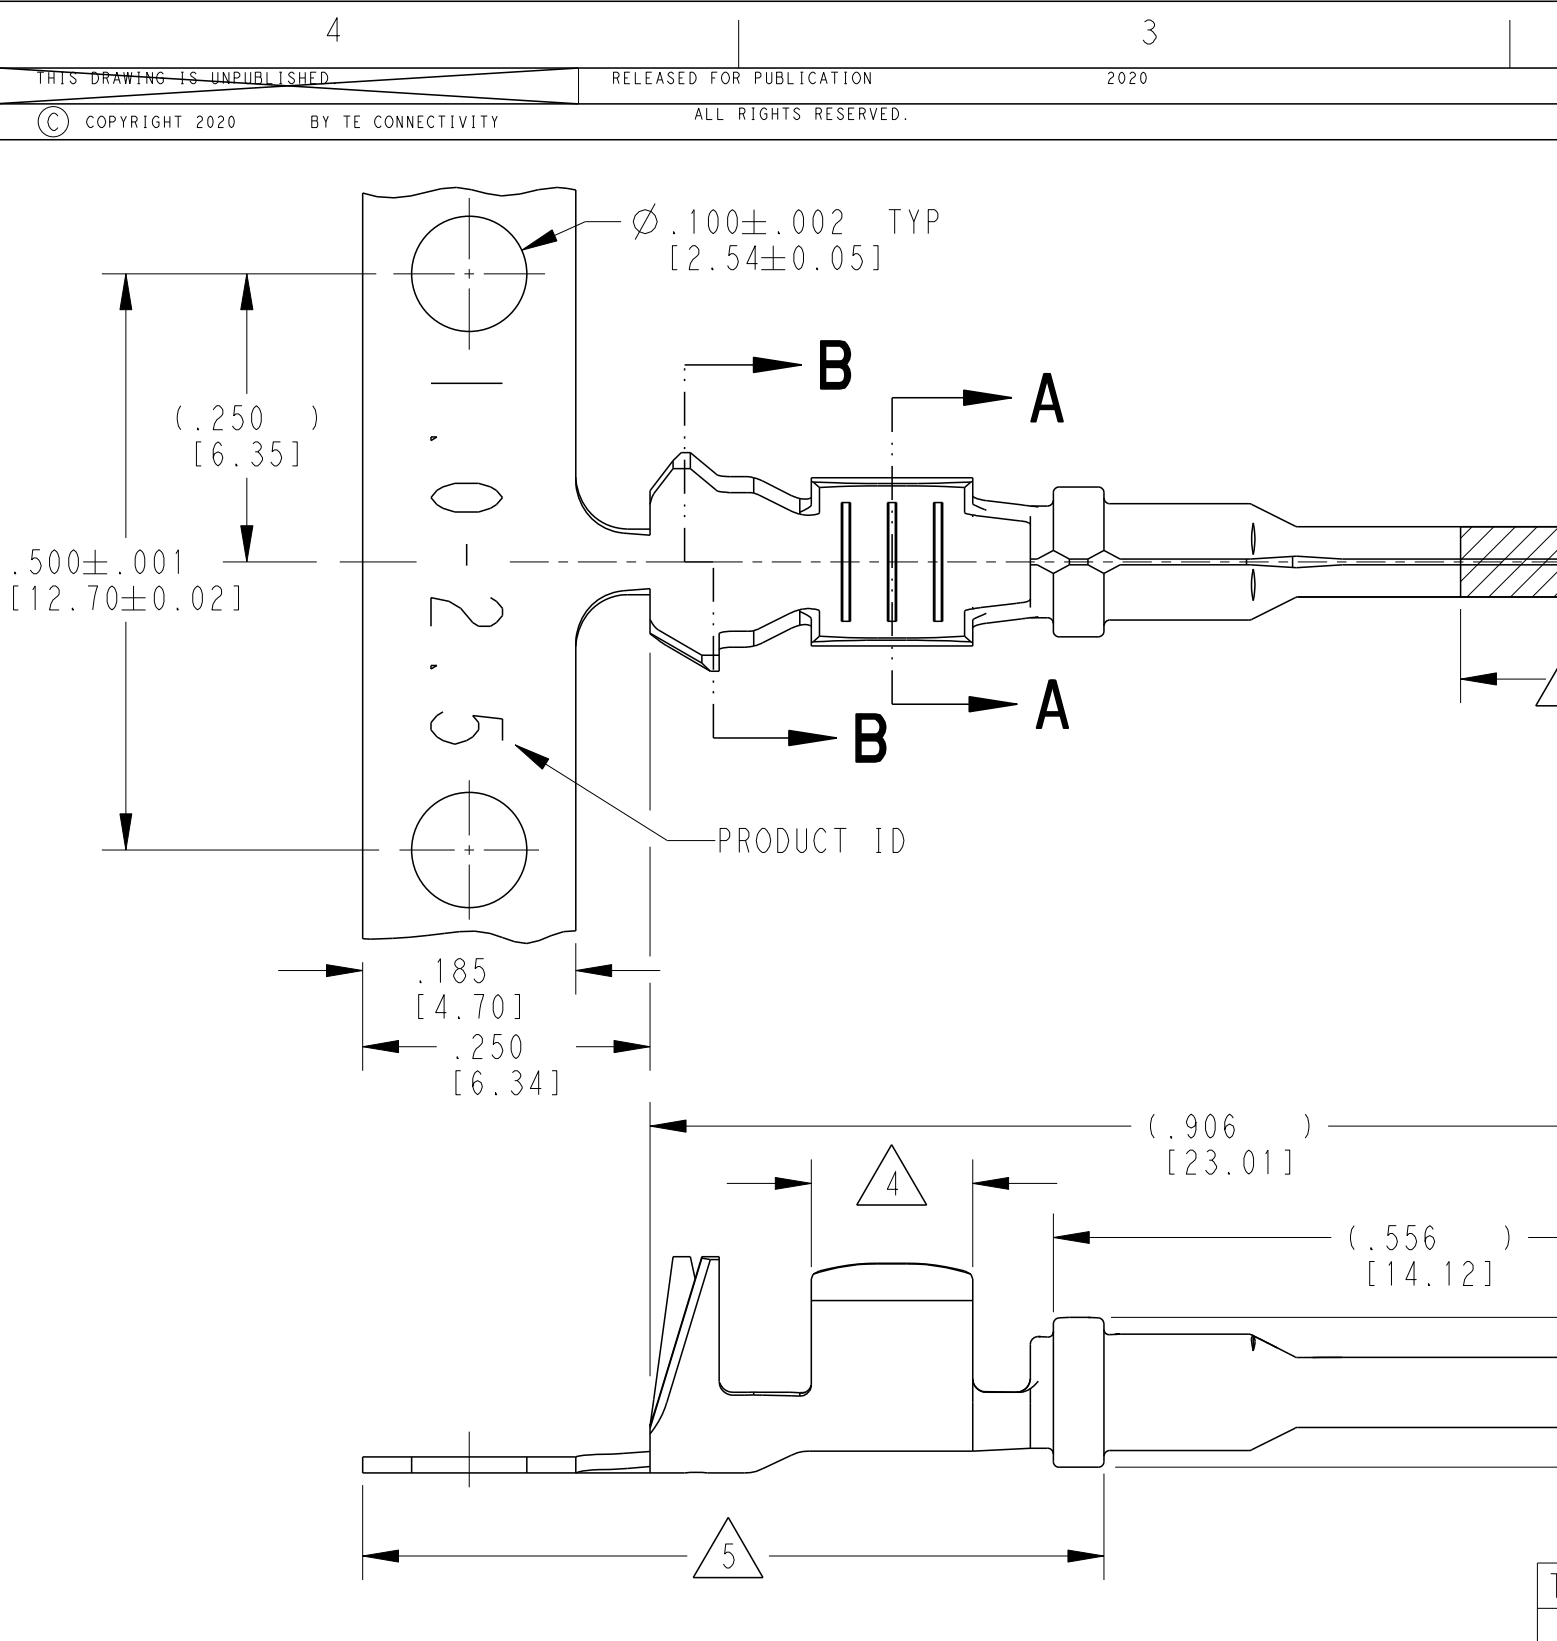 4 3
THIS DRAWING IS UNPUBLISHED RELEASED FOR PUBLICATION 2020
© COPYRIGHT 2020 BY TE CONNECTIVITY ALL RIGHTS RESERVED.
Ø .100±.002 TYP
[2.54±0.05]
B
A
(.250 )
[6.35]
.500±.001
[12.70±0.02]
1.0-2.5
A
B
PRODUCT ID
.185
[4.70]
.250
[6.34]
(.906 )
[23.01]
4
(.556 )
[14.12]
5